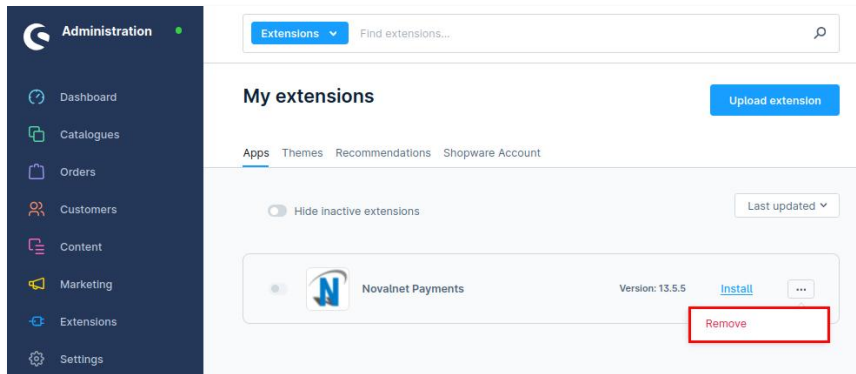 Administration
Extensions
Find extensions...
Dashboard
Catalogues
Orders
Customers
Content
Marketing
Extensions
Settings
My extensions
Upload extension
Apps Themes Recommendations Shopware Account
Hide inactive extensions
Last updated
Novalnet Payments
Version: 13.5.5
Install
...
Remove